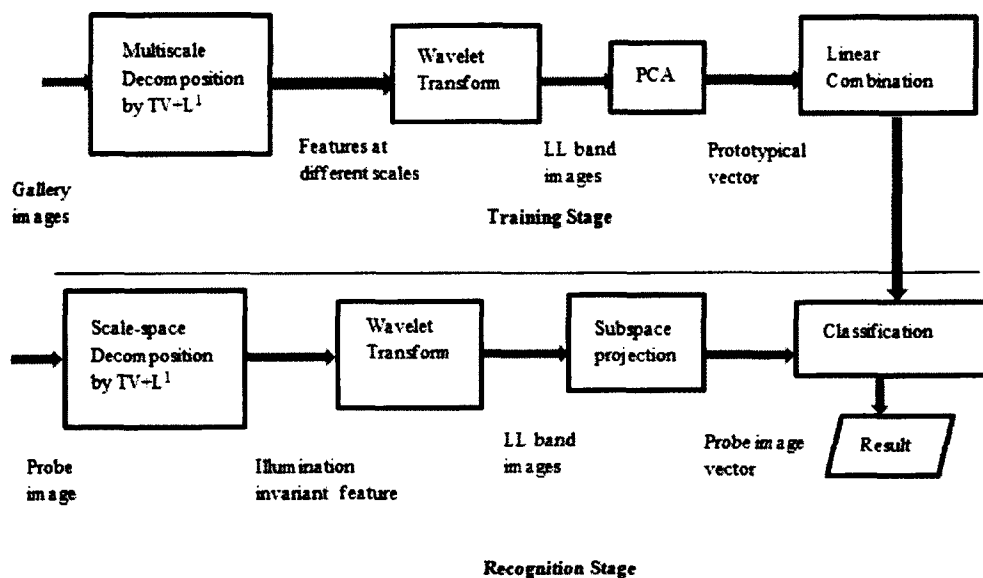 Multiscale
Decomposition
by TV+L¹
Wavelet
Transform
PCA
Linear
Combination
Features at
different scales
LL band
images
Prototypical
vector
Gallery
images
Training Stage
Scale-space
Decomposition
by TV+L¹
Wavelet
Transform
Subspace
projection
Classification
Probe
image
Illumination
invariant feature
LL band
images
Probe image
vector
Result
Recognition Stage